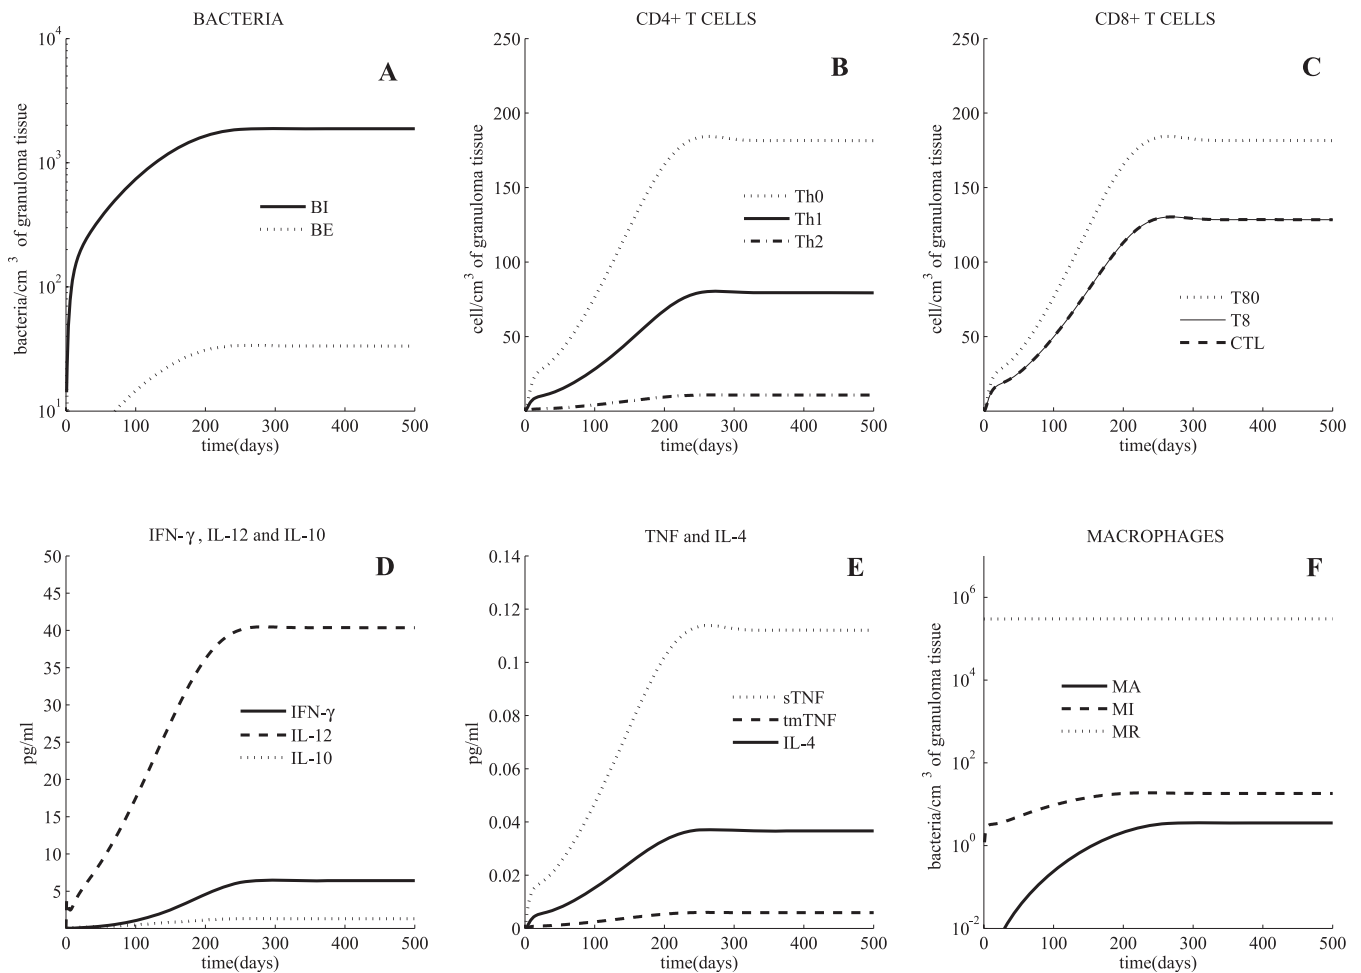 BACTERIA
A
10^4
10^3
10^2
10^1
bacteria/cm^3 of granuloma tissue
BI
BE
0 100 200 300 400 500
time(days)
CD4+ T CELLS
B
250
200
150
100
50
cell/cm^3 of granuloma tissue
Th0
Th1
Th2
0 100 200 300 400 500
time(days)
CD8+ T CELLS
C
250
200
150
100
50
cell/cm^3 of granuloma tissue
T80
T8
CTL
0 100 200 300 400 500
time(days)
IFN-γ , IL-12 and IL-10
D
50
45
40
35
30
25
20
15
10
5
pg/ml
IFN-γ
IL-12
IL-10
0 100 200 300 400 500
time(days)
TNF and IL-4
E
0.14
0.12
0.1
0.08
0.06
0.04
0.02
0
pg/ml
sTNF
tmTNF
IL-4
0 100 200 300 400 500
time(days)
MACROPHAGES
F
10^6
10^4
10^2
10^0
10^-2
bacteria/cm^3 of granuloma tissue
MA
MI
MR
0 100 200 300 400 500
time(days)